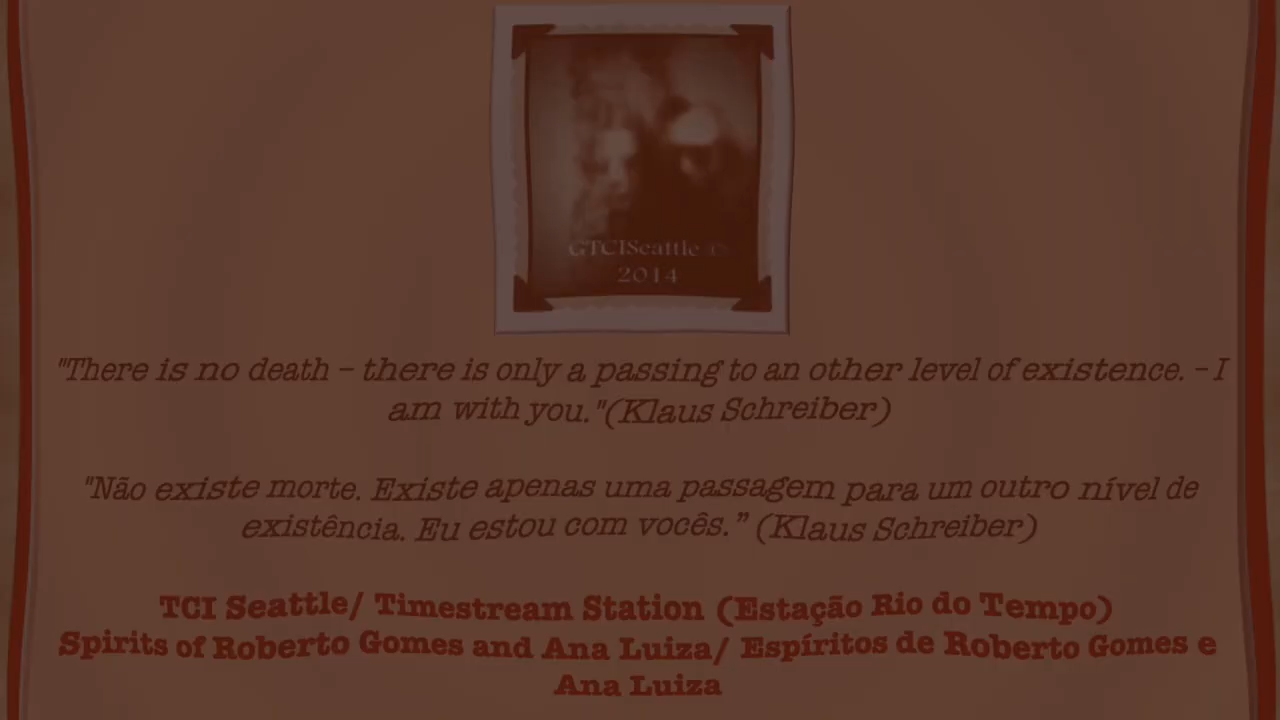 GTCISeattle ©
2014
"There is no death – there is only a passing to an other level of existence. – I
am with you."(Klaus Schreiber)
"Não existe morte. Existe apenas uma passagem para um outro nível de
existência. Eu estou com vocês.” (Klaus Schreiber)
TCI Seattle/ Timestream Station (Estação Rio do Tempo)
Spirits of Roberto Gomes and Ana Luiza/ Espíritos de Roberto Gomes e
Ana Luiza